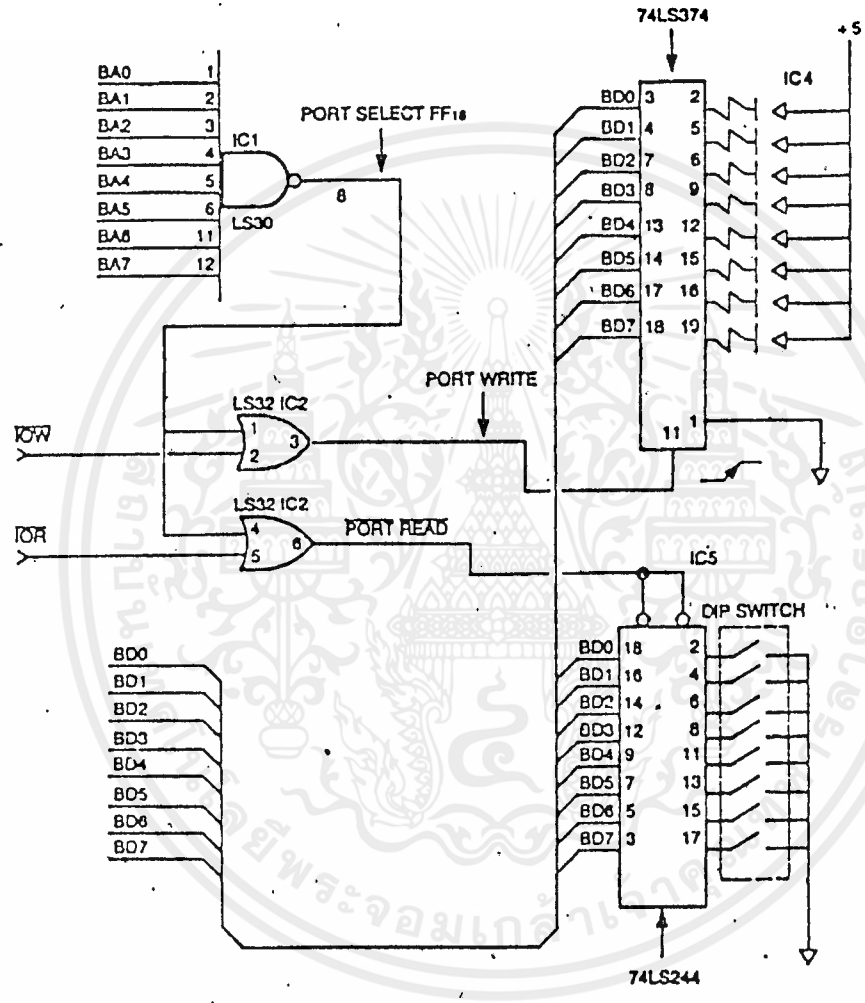 74LS374
+5
IC4
BA0 1
BA1 2
BA2 3
BA3 4
BA4 5
BA5 6
BA6 11
BA7 12
IC1
LS30
8
PORT SELECT FF16
BD0 3 2
BD1 4 5
BD2 7 6
BD3 8 9
BD4 13 12
BD5 14 15
BD6 17 16
BD7 18 19
11 1
PORT WRITE
LS32 IC2
IOW
1
2
3
LS32 IC2
IOR
4
5
6
PORT READ
IC5
DIP SWITCH
BD0
BD1
BD2
BD3
BD4
BD5
BD6
BD7
BD0 18 2
BD1 16 4
BD2 14 6
BD3 12 8
BD4 9 11
BD5 7 13
BD6 5 15
BD7 3 17
74LS244